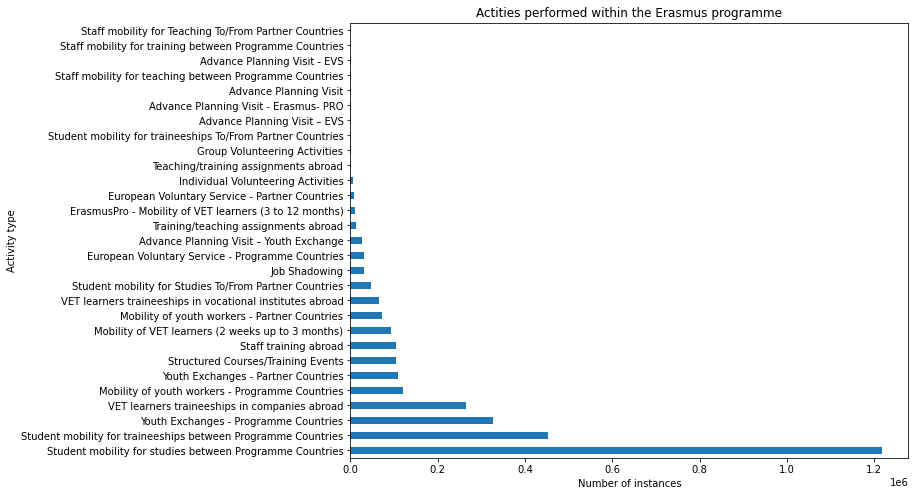 Actities performed within the Erasmus programme
Staff mobility for Teaching To/From Partner Countries
Staff mobility for training between Programme Countries
Advance Planning Visit - EVS
Staff mobility for teaching between Programme Countries
Advance Planning Visit
Advance Planning Visit - Erasmus- PRO
Advance Planning Visit – EVS
Student mobility for traineeships To/From Partner Countries
Group Volunteering Activities
Teaching/training assignments abroad
Individual Volunteering Activities
European Voluntary Service - Partner Countries
ErasmusPro - Mobility of VET learners (3 to 12 months)
Training/teaching assignments abroad
Advance Planning Visit – Youth Exchange
European Voluntary Service - Programme Countries
Job Shadowing
Student mobility for Studies To/From Partner Countries
VET learners traineeships in vocational institutes abroad
Mobility of youth workers - Partner Countries
Mobility of VET learners (2 weeks up to 3 months)
Staff training abroad
Structured Courses/Training Events
Youth Exchanges - Partner Countries
Mobility of youth workers - Programme Countries
VET learners traineeships in companies abroad
Youth Exchanges - Programme Countries
Student mobility for traineeships between Programme Countries
Student mobility for studies between Programme Countries
Activity type
0.0 0.2 0.4 0.6 0.8 1.0 1.2
1e6
Number of instances